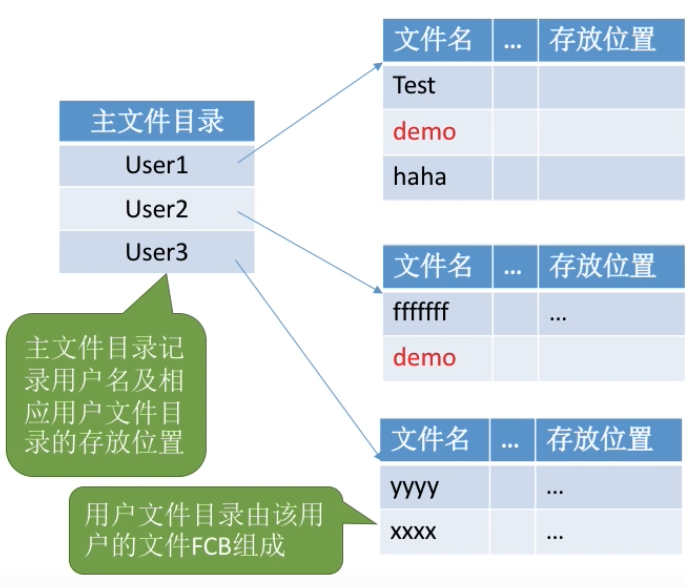 文件名 ... 存放位置
Test
demo
haha
主文件目录
User1
User2
User3
文件名 ... 存放位置
fffffff ...
demo
主文件目录记
录用户名及相
应用户文件目
录的存放位置
文件名 ... 存放位置
yyyy ...
xxxx ...
用户文件目录由该用
户的文件FCB组成